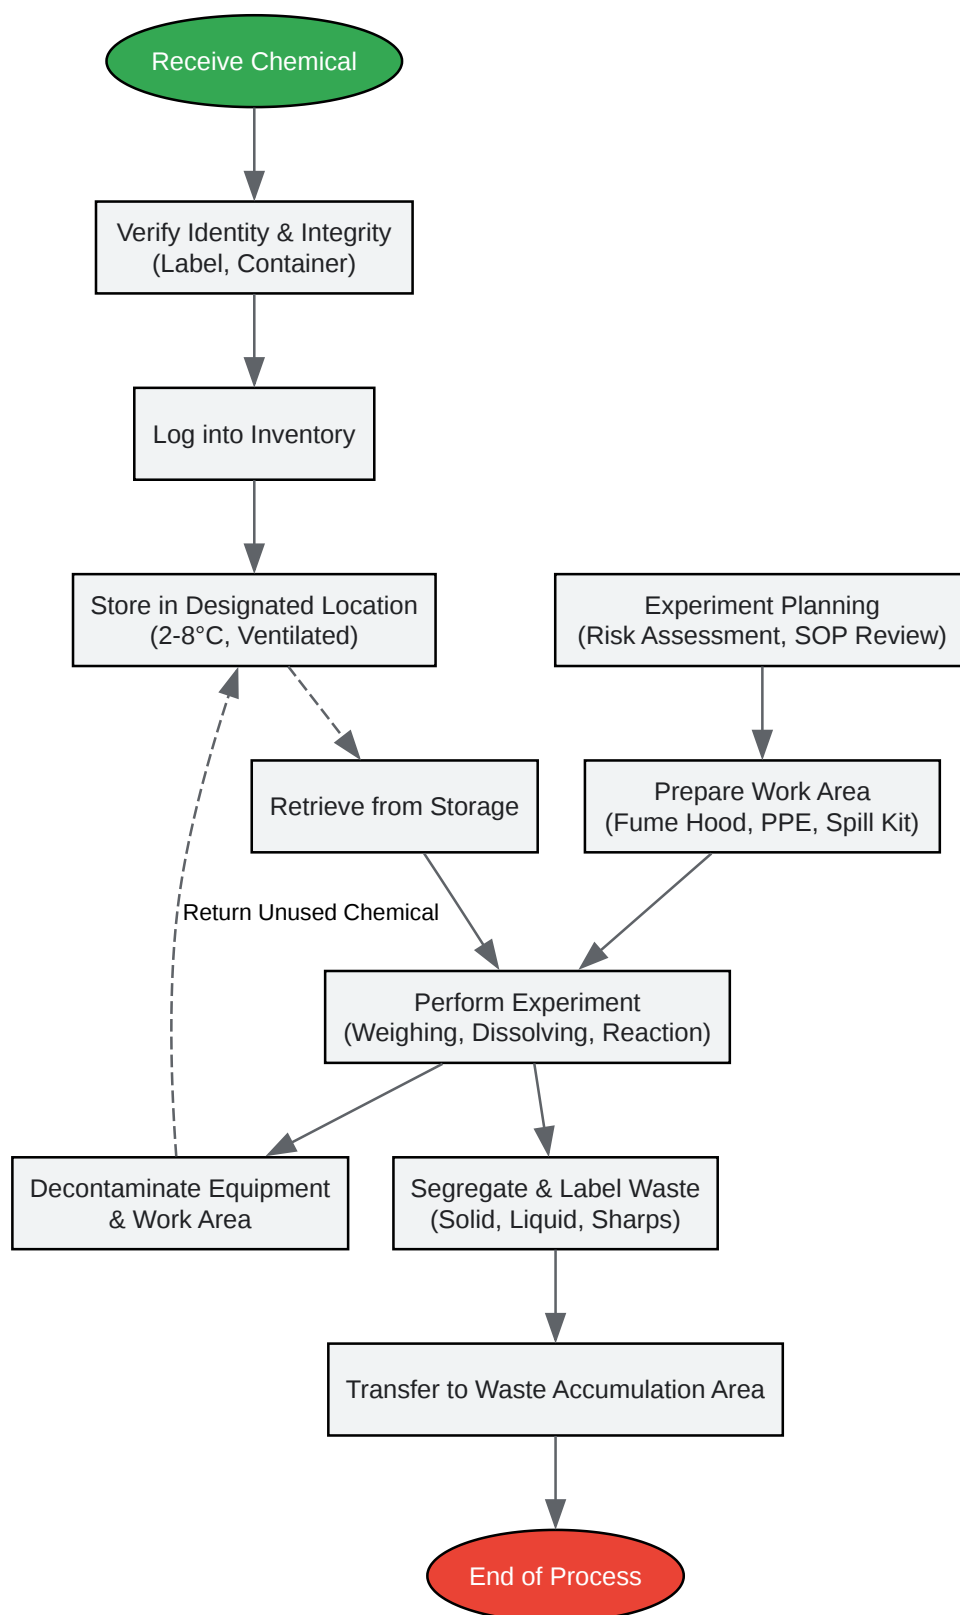 Receive Chemical
Verify Identity & Integrity
(Label, Container)
Log into Inventory
Store in Designated Location
(2-8°C, Ventilated)
Experiment Planning
(Risk Assessment, SOP Review)
Retrieve from Storage
Prepare Work Area
(Fume Hood, PPE, Spill Kit)
Return Unused Chemical
Perform Experiment
(Weighing, Dissolving, Reaction)
Decontaminate Equipment
& Work Area
Segregate & Label Waste
(Solid, Liquid, Sharps)
Transfer to Waste Accumulation Area
End of Process